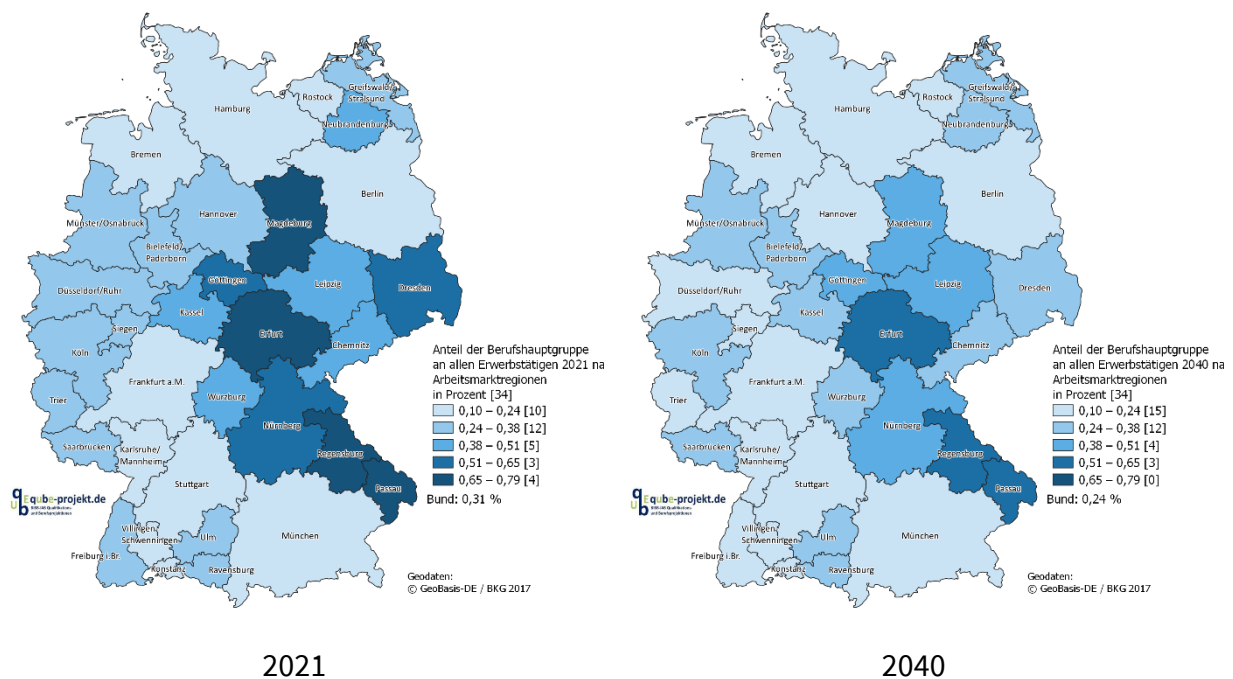 Hamburg
Rostock
Greifswald/
Stralsund
Neubrandenburg
Bremen
Berlin
Hannover
Magdeburg
Münster/Osnabrück
Bielefeld/
Paderborn
Göttingen
Leipzig
Dresden
Düsseldorf/Ruhr
Kassel
Siegen
Erfurt
Chemnitz
Köln
Frankfurt a.M.
Trier
Würzburg
Nürnberg
Saarbrücken
Karlsruhe/
Mannheim
Regensburg
Stuttgart
Passau
Villingen-
Schwenningen
Ulm
München
Freiburg i.Br.
Konstanz
Ravensburg
Anteil der Berufshauptgruppe
an allen Erwerbstätigen 2021 na
Arbeitsmarktregionen
in Prozent [34]
0,10 – 0,24 [10]
0,24 – 0,38 [12]
0,38 – 0,51 [5]
0,51 – 0,65 [3]
0,65 – 0,79 [4]
Bund: 0,31 %
qube-projekt.de
Geodaten:
© GeoBasis-DE / BKG 2017
2021
Hamburg
Rostock
Greifswald/
Stralsund
Neubrandenburg
Bremen
Berlin
Hannover
Magdeburg
Münster/Osnabrück
Bielefeld/
Paderborn
Göttingen
Leipzig
Dresden
Düsseldorf/Ruhr
Kassel
Siegen
Erfurt
Chemnitz
Köln
Frankfurt a.M.
Trier
Würzburg
Nürnberg
Saarbrücken
Karlsruhe/
Mannheim
Regensburg
Stuttgart
Passau
Villingen-
Schwenningen
Ulm
München
Freiburg i.Br.
Konstanz
Ravensburg
Anteil der Berufshauptgruppe
an allen Erwerbstätigen 2040 na
Arbeitsmarktregionen
in Prozent [34]
0,10 – 0,24 [15]
0,24 – 0,38 [12]
0,38 – 0,51 [4]
0,51 – 0,65 [3]
0,65 – 0,79 [0]
Bund: 0,24 %
qube-projekt.de
Geodaten:
© GeoBasis-DE / BKG 2017
2040